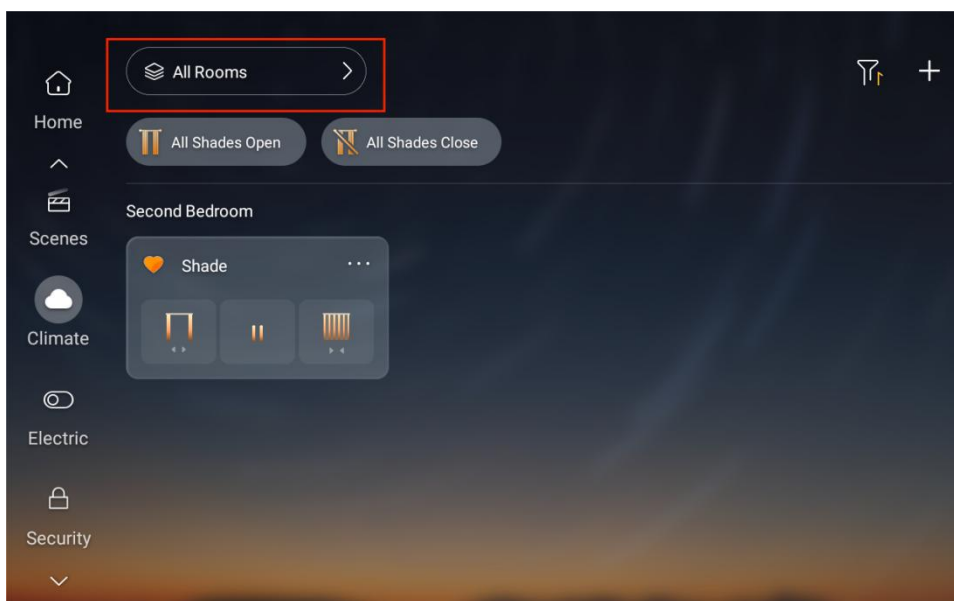 All Rooms
Home
All Shades Open
All Shades Close
Scenes
Second Bedroom
Shade
Climate
Electric
Security